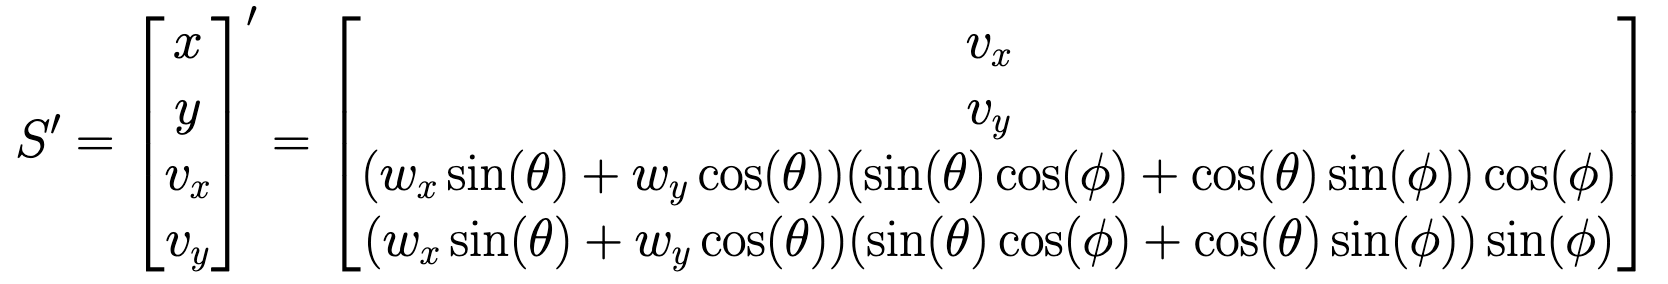 S′ = [x y v_x v_y]′ = [v_x
v_y
(w_x sin(θ) + w_y cos(θ))(sin(θ) cos(ϕ) + cos(θ) sin(ϕ)) cos(ϕ)
(w_x sin(θ) + w_y cos(θ))(sin(θ) cos(ϕ) + cos(θ) sin(ϕ)) sin(ϕ)]